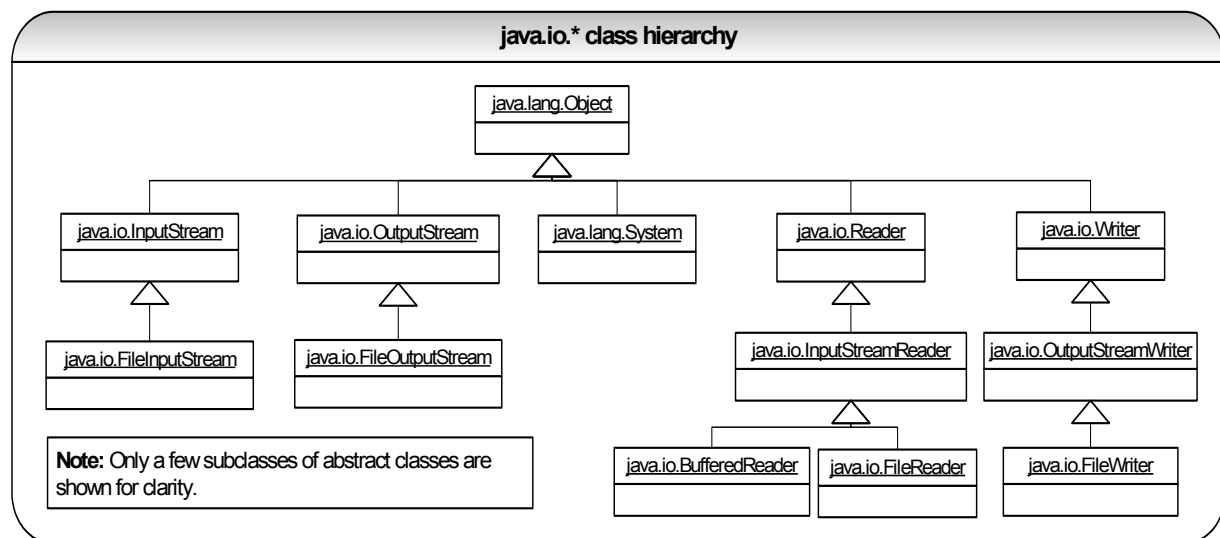 java.io.* class hierarchy
java.lang.Object
java.io.InputStream
java.io.OutputStream
java.lang.System
java.io.Reader
java.io.Writer
java.io.FileInputStream
java.io.FileOutputStream
java.io.InputStreamReader
java.io.OutputStreamWriter
java.io.BufferedReader
java.io.FileReader
java.io.FileWriter
Note: Only a few subclasses of abstract classes are
shown for clarity.